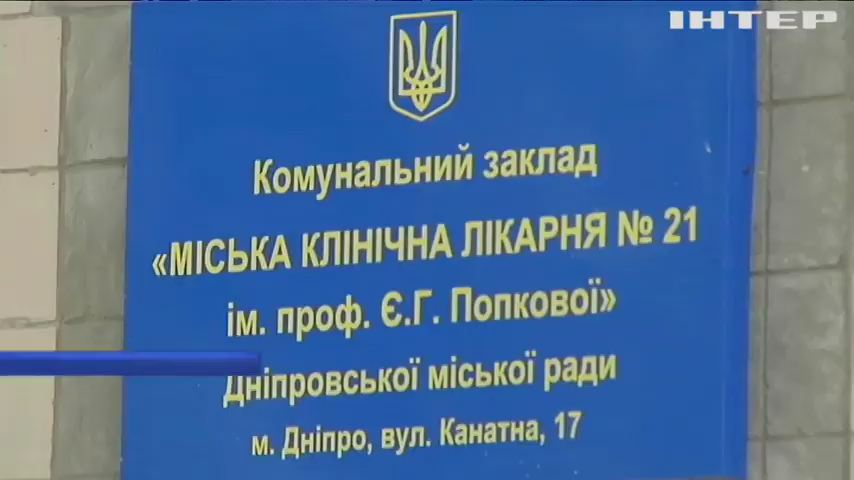 ІНТЕР
Комунальний заклад
«МІСЬКА КЛІНІЧНА ЛІКАРНЯ № 21
ім. проф. Є.Г. Попкової»
Дніпровської міської ради
м. Дніпро, вул. Канатна, 17